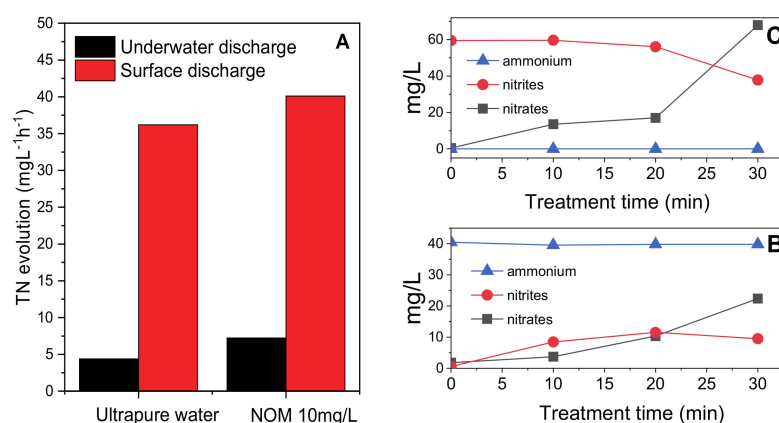 A
Underwater discharge
Surface discharge
TN evolution (mgL⁻¹h⁻¹)
50
45
40
35
30
25
20
15
10
5
0
Ultrapure water
NOM 10mg/L
C
ammonium
nitrites
nitrates
mg/L
60
40
20
0
0 5 10 15 20 25 30
Treatment time (min)
B
ammonium
nitrites
nitrates
mg/L
40
30
20
10
0
0 5 10 15 20 25 30
Treatment time (min)